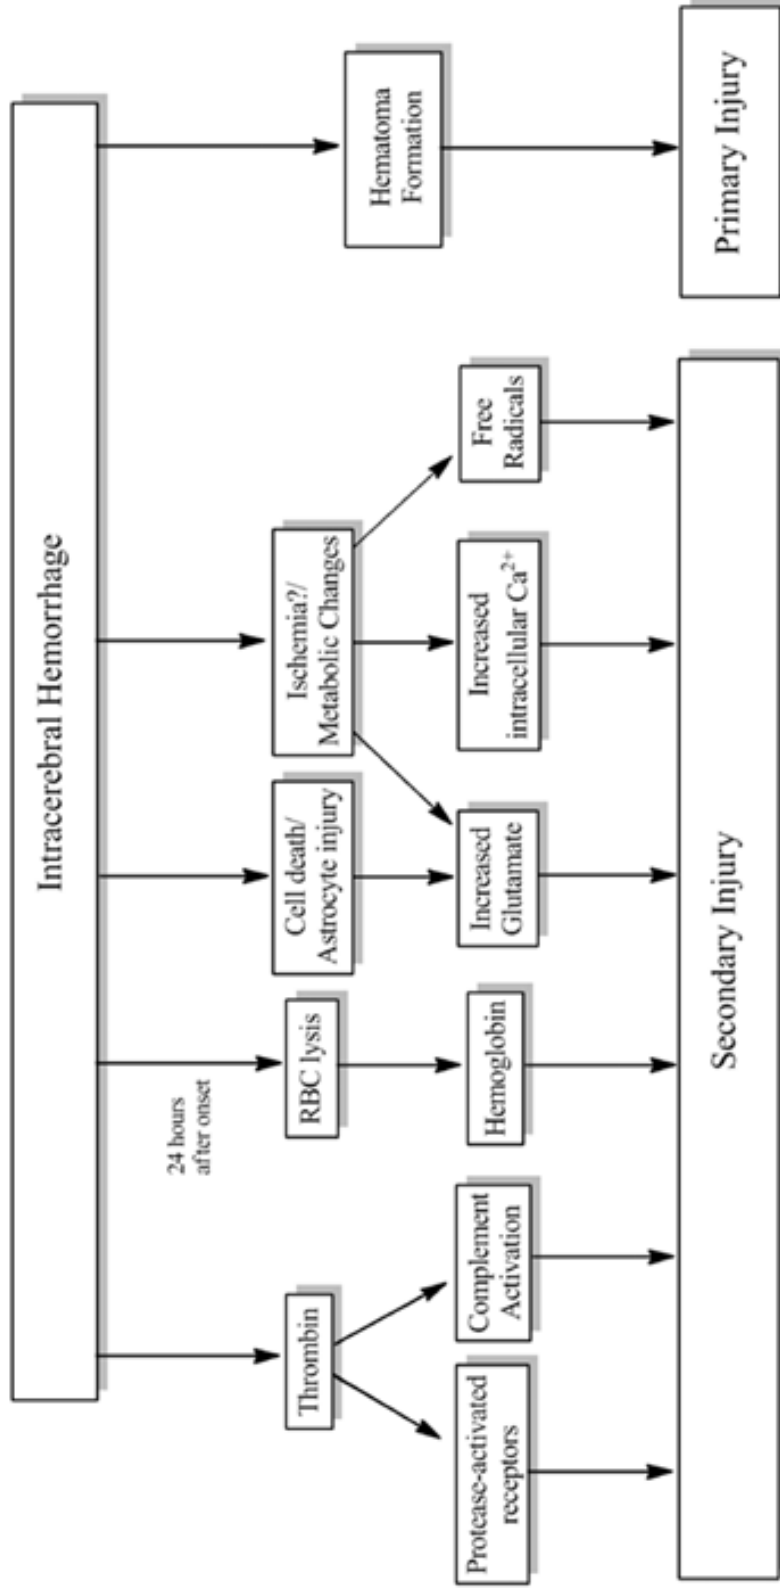 Intracerebral Hemorrhage
24 hours
after onset
Thrombin
RBC lysis
Cell death/
Astrocyte injury
Ischemia?/
Metabolic Changes
Hematoma
Formation
Protease-activated
receptors
Complement
Activation
Hemoglobin
Increased
Glutamate
Increased
intracellular Ca²⁺
Free
Radicals
Secondary Injury
Primary Injury